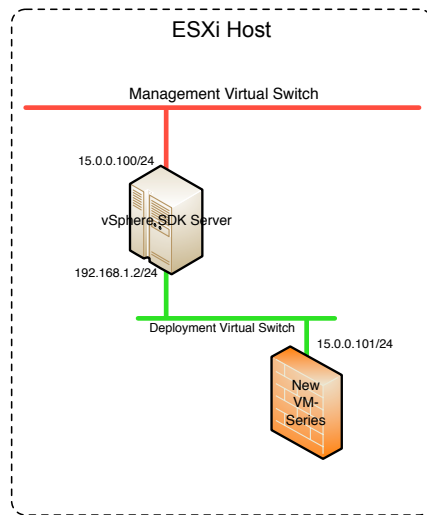 ESXi Host
Management Virtual Switch
15.0.0.100/24
vSphere SDK Server
192.168.1.2/24
Deployment Virtual Switch
15.0.0.101/24
New
VM-
Series